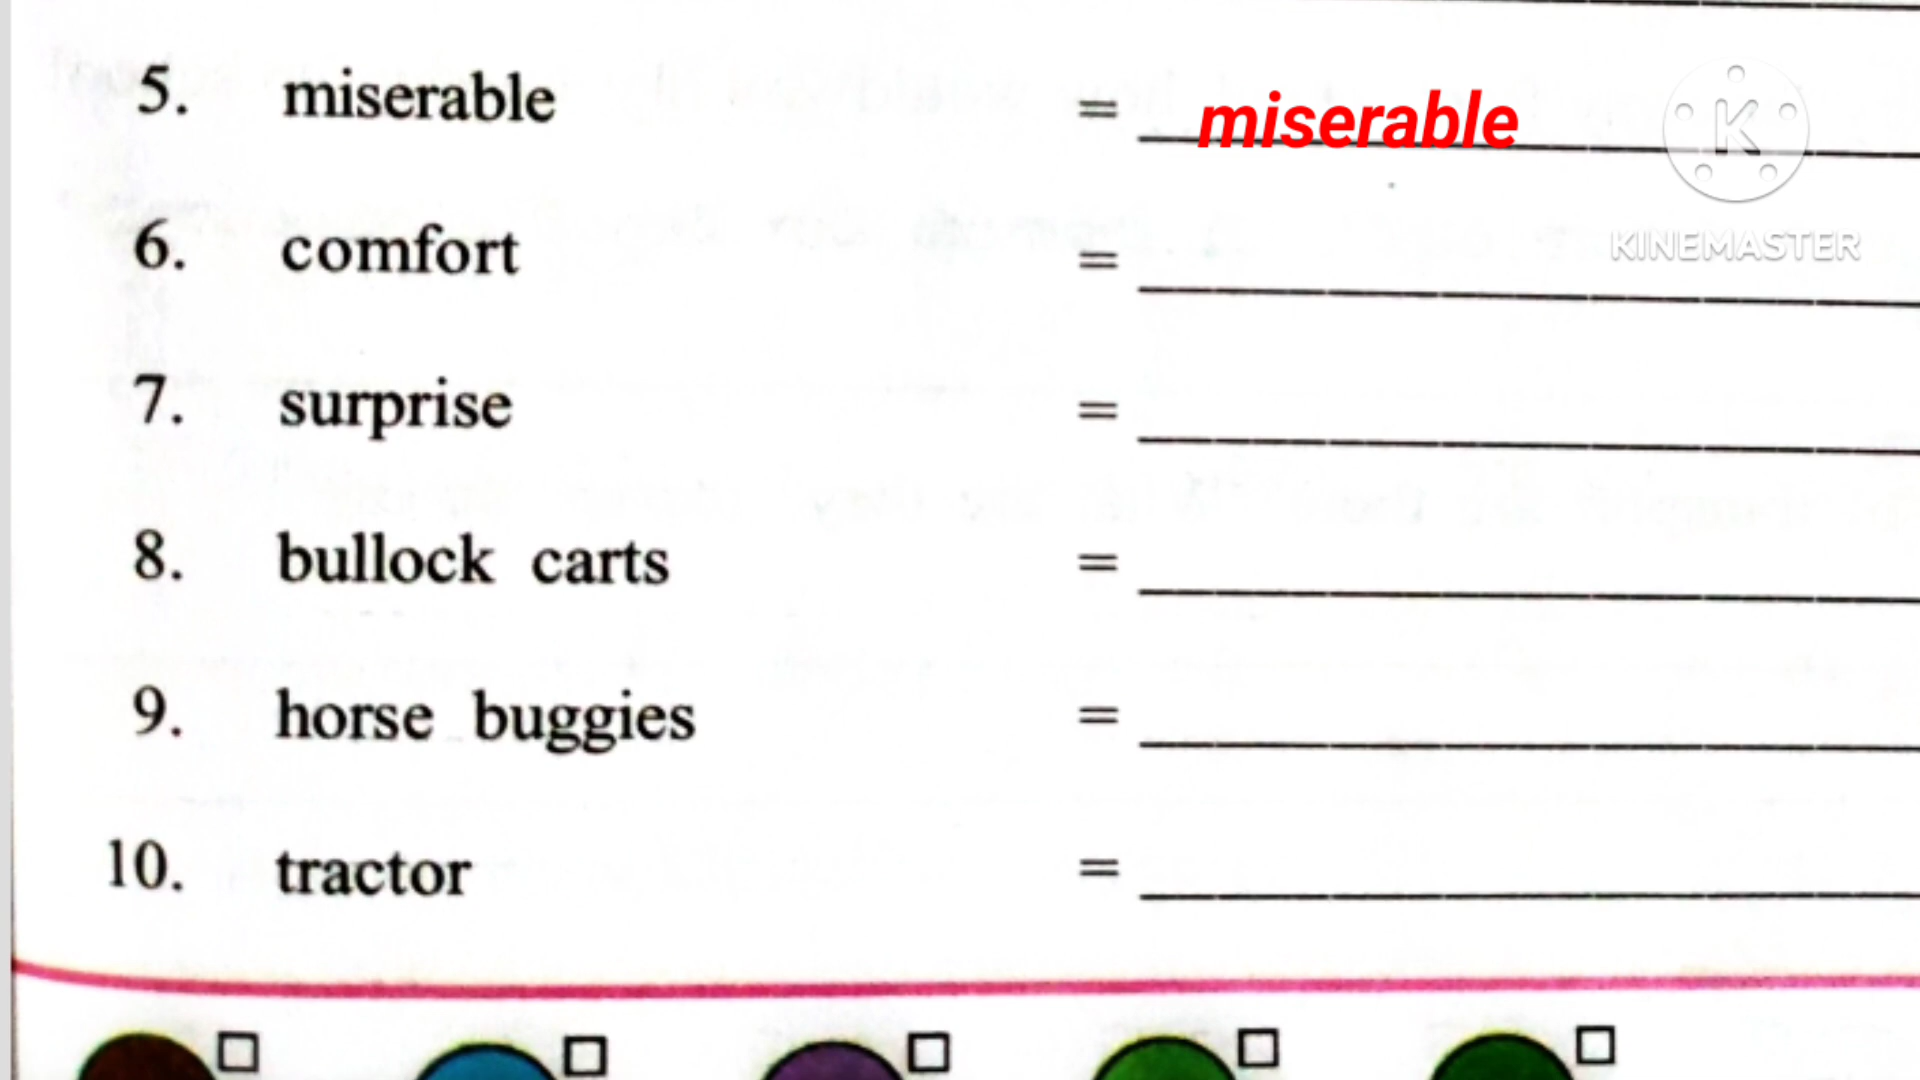 5. miserable = miserable
6. comfort =
7. surprise =
8. bullock carts =
9. horse buggies =
10. tractor =
K
KINEMASTER